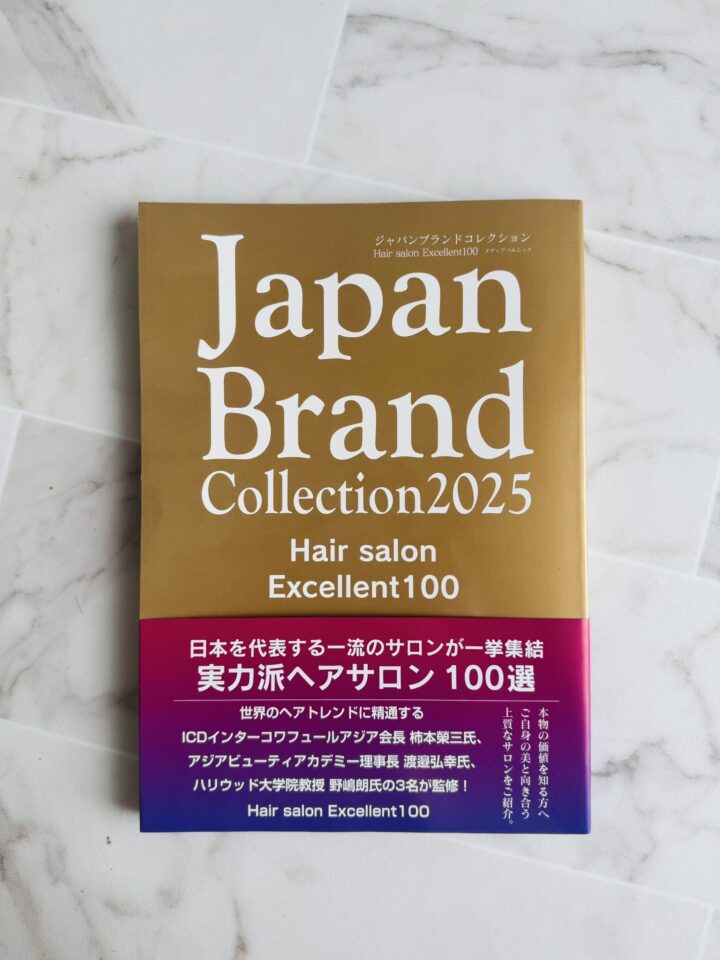 ジャパンブランドコレクション
Hair salon Excellent100 メディアパルムック
Japan
Brand
Collection2025
Hair salon
Excellent100
日本を代表する一流のサロンが一挙集結
実力派ヘアサロン 100選
世界のヘアトレンドに精通する
ICDインターコワフュールアジア会長 柿本榮三氏、
アジアビューティアカデミー理事長 渡邉弘幸氏、
ハリウッド大学院教授 野嶋朗氏の3名が監修！
Hair salon Excellent100
本物の価値を知る方へ
ご自身の美と向き合う
上質なサロンをご紹介。